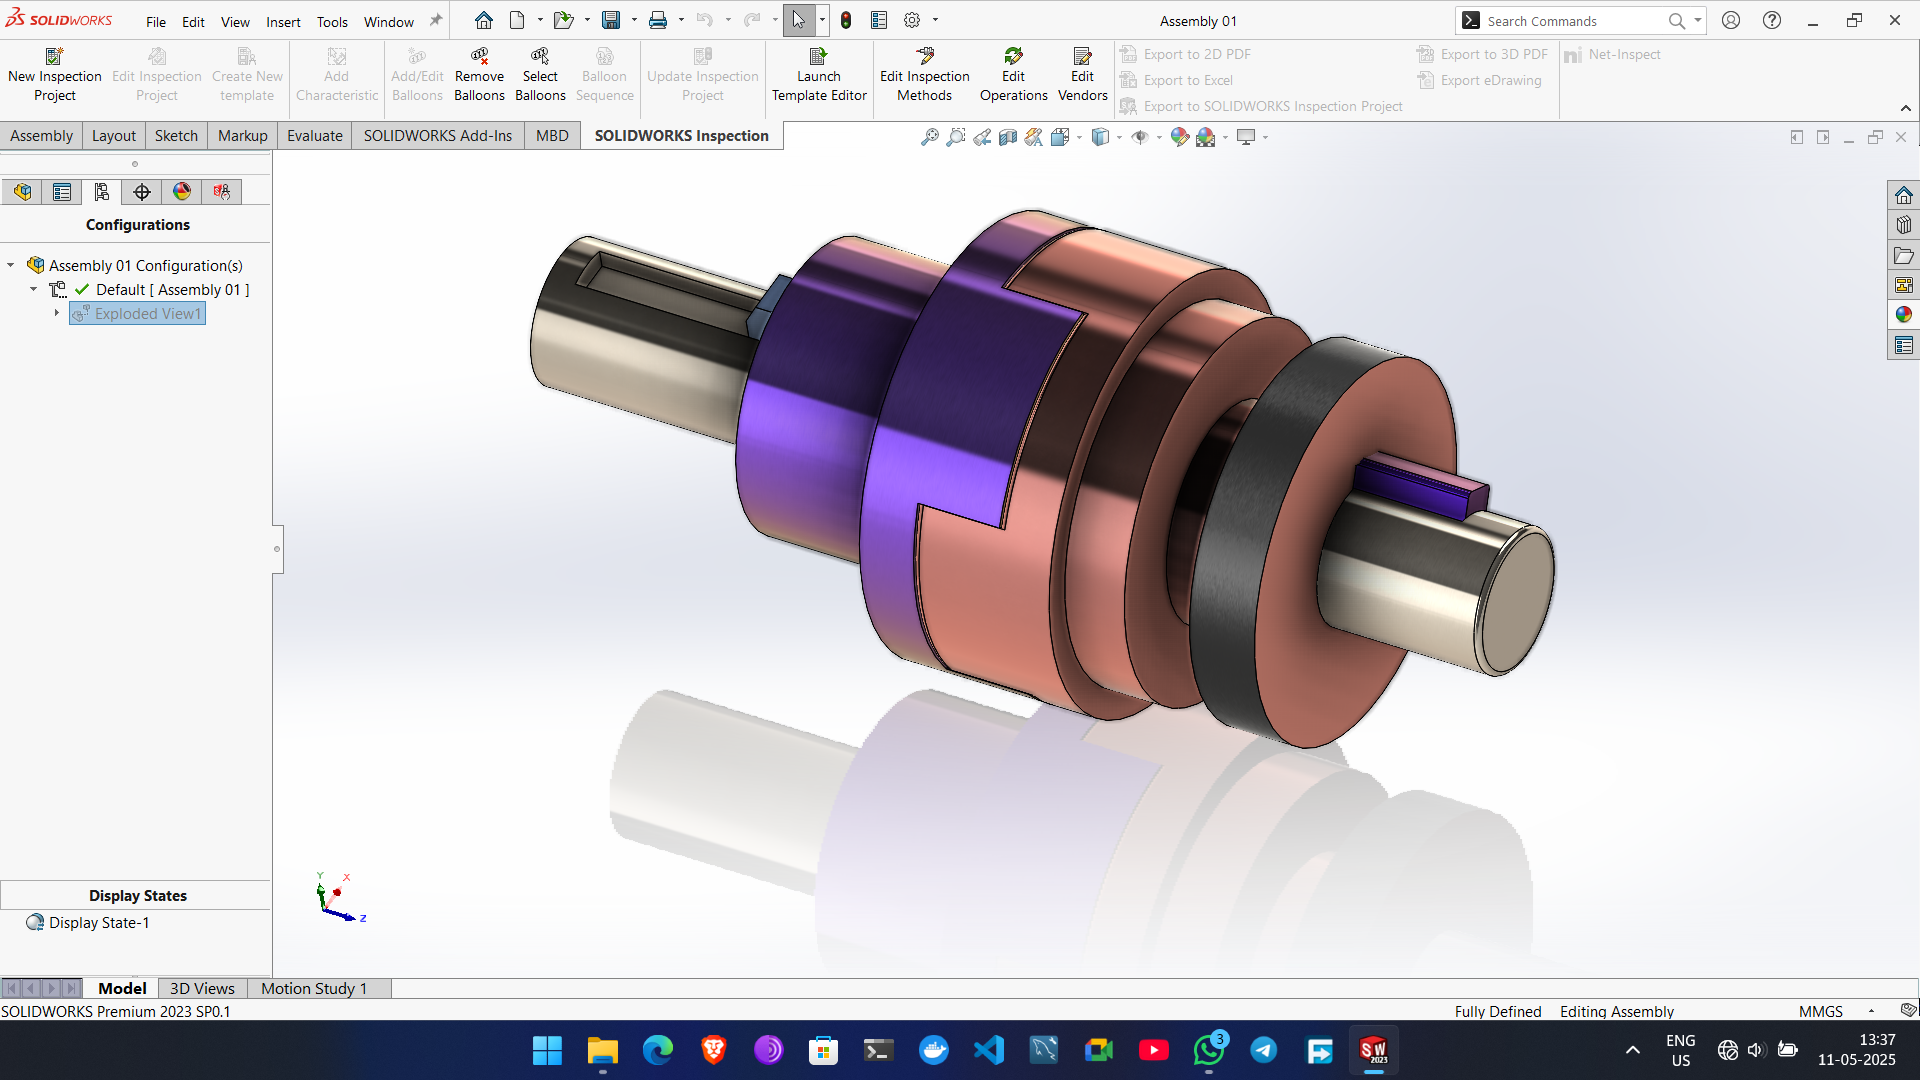 SOLIDWORKS File Edit View Insert Tools Window Assembly 01 Search Commands
New Inspection Project
Edit Inspection Project
Create New template
Add Characteristic
Add/Edit Balloons
Remove Balloons
Select Balloons
Balloon Sequence
Update Inspection Project
Launch Template Editor
Edit Inspection Methods
Edit Operations
Edit Vendors
Export to 2D PDF
Export to Excel
Export to SOLIDWORKS Inspection Project
Export to 3D PDF
Export eDrawing
Net-Inspect
Assembly Layout Sketch Markup Evaluate SOLIDWORKS Add-Ins MBD SOLIDWORKS Inspection
Configurations
Assembly 01 Configuration(s)
Default [ Assembly 01 ]
Exploded View1
Y X
Z
Display States
Display State-1
Model 3D Views Motion Study 1
SOLIDWORKS Premium 2023 SP0.1 Fully Defined Editing Assembly MMGS
3
SW
2023
ENG
US
13:37
11-05-2025